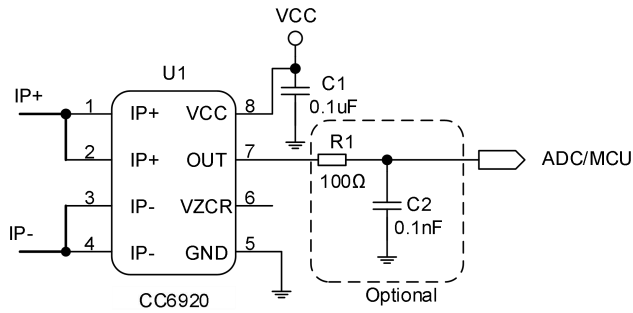 VCC
U1
C1
0.1uF
IP+
1 IP+ VCC 8
2 IP+ OUT 7
R1
100Ω
ADC/MCU
3 IP- VZCR 6
C2
0.1nF
IP-
4 IP- GND 5
CC6920
Optional